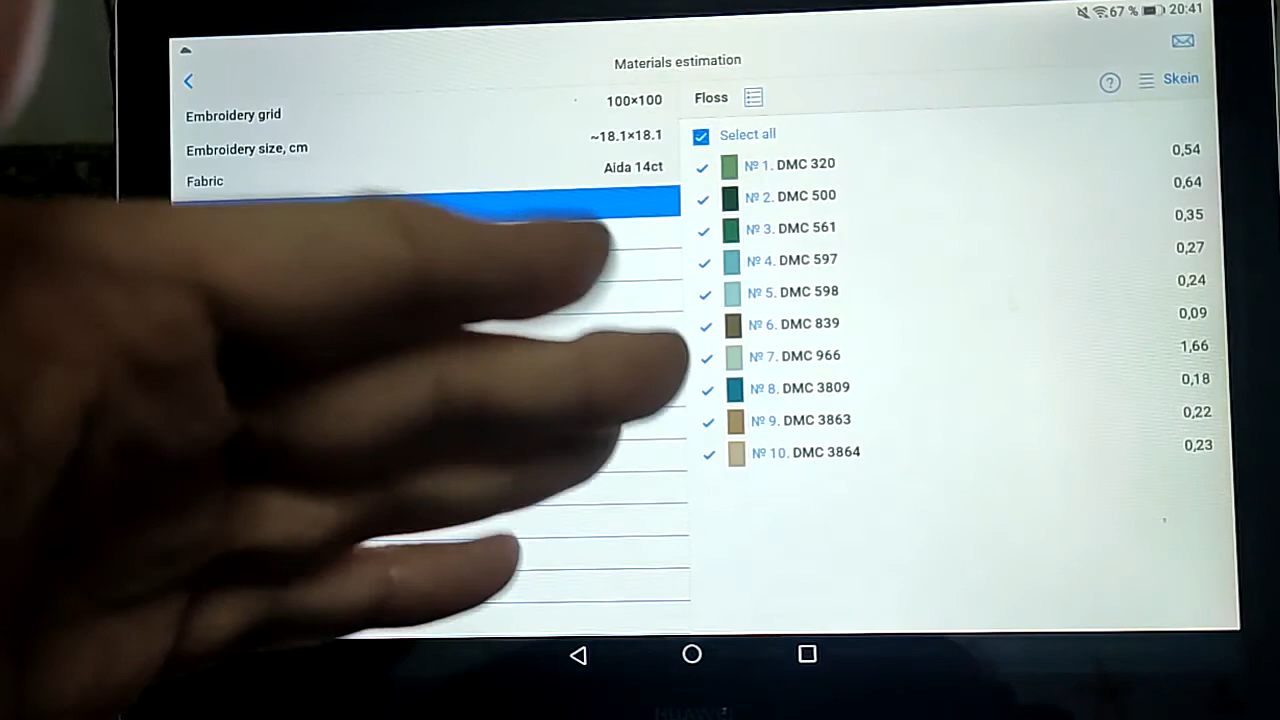 67 % 20:41
Materials estimation
Embroidery grid 100×100
Embroidery size, cm ~18.1×18.1
Fabric Aida 14ct
Floss
? Skein
Select all
№ 1. DMC 320 0,54
№ 2. DMC 500 0,64
№ 3. DMC 561 0,35
№ 4. DMC 597 0,27
№ 5. DMC 598 0,24
№ 6. DMC 839 0,09
№ 7. DMC 966 1,66
№ 8. DMC 3809 0,18
№ 9. DMC 3863 0,22
№ 10. DMC 3864 0,23
HUAWEI